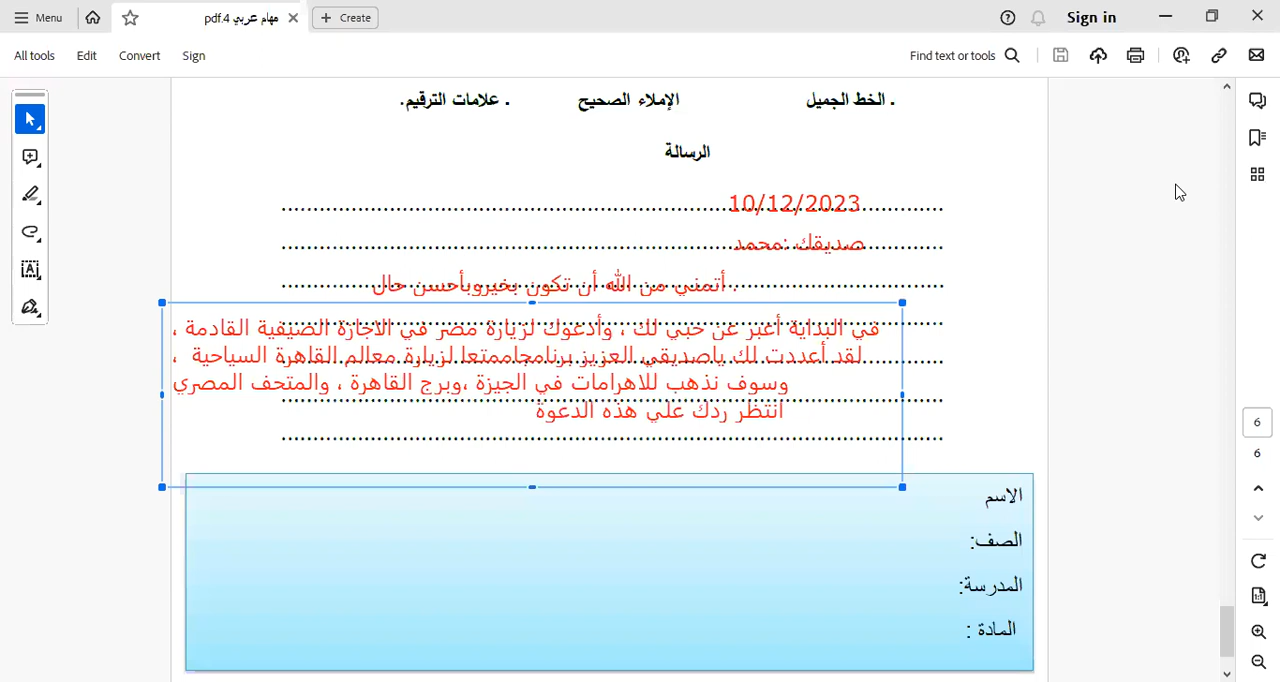 Menu
مهام عربي 4.pdf
Create
Sign in
All tools
Edit
Convert
Sign
Find text or tools
. الخط الجميل
الإملاء الصحيح
. علامات الترقيم.
الرسالة
10/12/2023
صديقك :محمد
. أتمني من الله أن تكون بخيروبأحسن حال
في البداية أعبر عن حبي لك ، وأدعوك لزيارة مصر في الاجازة الصيفية القادمة ،
لقد أعددت لك ياصديقي العزيز برنامجاممتعا لزيارة معالم القاهرة السياحية ،
وسوف نذهب للاهرامات في الجيزة ،وبرج القاهرة ، والمتحف المصري
انتظر ردك علي هذه الدعوة
الاسم
الصف:
المدرسة:
المادة :
6
6
1:1